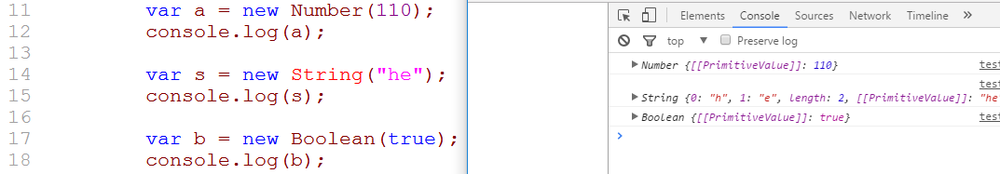 11 var a = new Number(110);
12 console.log(a);
13
14 var s = new String("he");
15 console.log(s);
16
17 var b = new Boolean(true);
18 console.log(b);
Elements Console Sources Network Timeline »
top ▼ Preserve log
▶ Number {[[PrimitiveValue]]: 110} test
test
▶ String {0: "h", 1: "e", length: 2, [[PrimitiveValue]]: "he"
▶ Boolean {[[PrimitiveValue]]: true} test
>